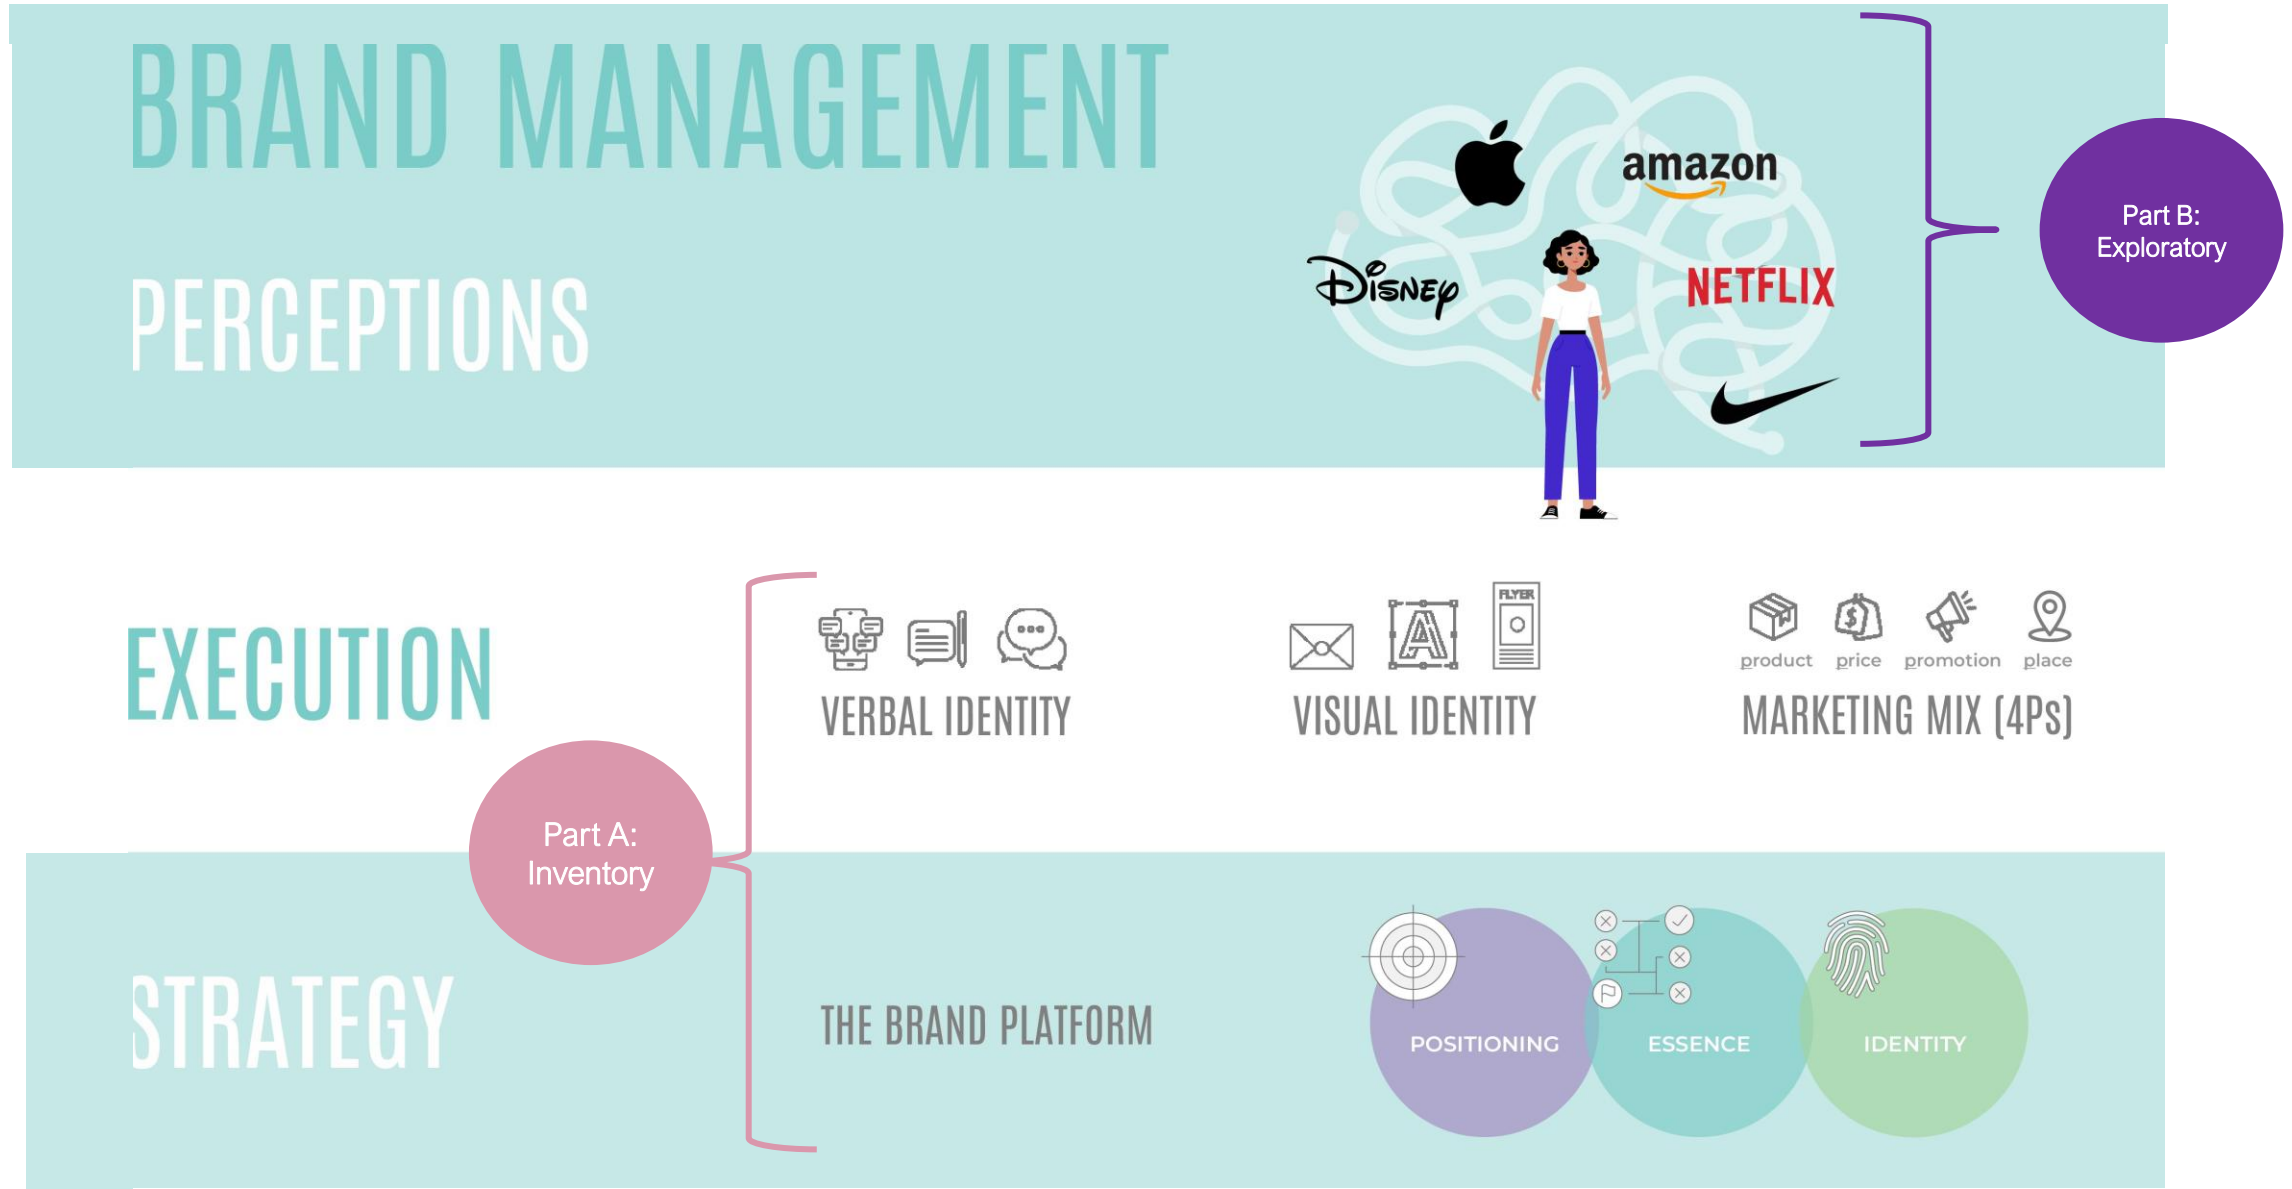 BRAND MANAGEMENT
PERCEPTIONS
amazon
Disney
NETFLIX
Part B:
Exploratory
EXECUTION
VERBAL IDENTITY
FLYER
VISUAL IDENTITY
product price promotion place
MARKETING MIX (4Ps)
Part A:
Inventory
STRATEGY
THE BRAND PLATFORM
POSITIONING
ESSENCE
IDENTITY